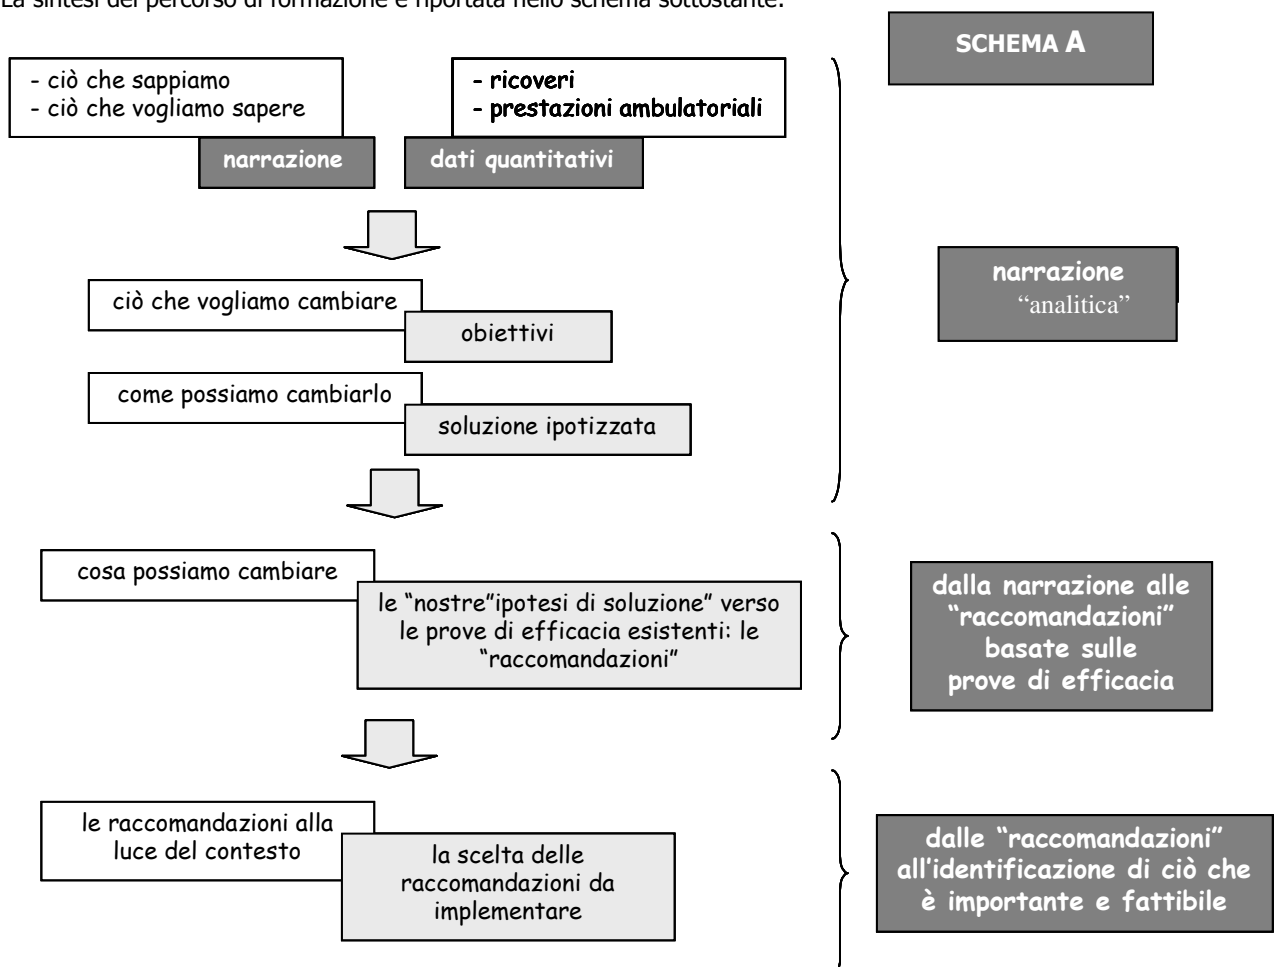 La sintesi del percorso di formazione è riportata nello schema sottostante.
SCHEMA A
- ciò che sappiamo
- ciò che vogliamo sapere
narrazione
- ricoveri
- prestazioni ambulatoriali
dati quantitativi
narrazione
“analitica”
ciò che vogliamo cambiare
obiettivi
come possiamo cambiarlo
soluzione ipotizzata
cosa possiamo cambiare
le “nostre”ipotesi di soluzione” verso
le prove di efficacia esistenti: le
“raccomandazioni”
dalla narrazione alle
“raccomandazioni”
basate sulle
prove di efficacia
le raccomandazioni alla
luce del contesto
la scelta delle
raccomandazioni da
implementare
dalle “raccomandazioni”
all’identificazione di ciò che
è importante e fattibile